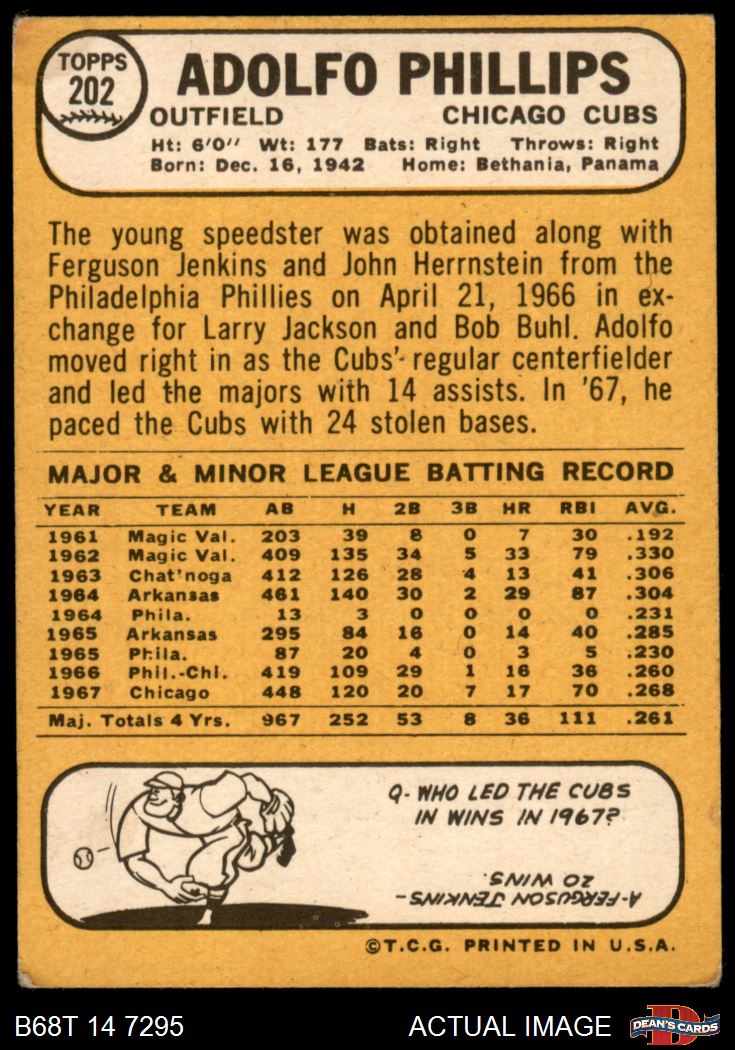 TOPPS
202
ADOLFO PHILLIPS
OUTFIELD CHICAGO CUBS
Ht: 6'0" Wt: 177 Bats: Right Throws: Right
Born: Dec. 16, 1942 Home: Bethania, Panama
The young speedster was obtained along with
Ferguson Jenkins and John Herrnstein from the
Philadelphia Phillies on April 21, 1966 in ex-
change for Larry Jackson and Bob Buhl. Adolfo
moved right in as the Cubs' regular centerfielder
and led the majors with 14 assists. In '67, he
paced the Cubs with 24 stolen bases.
MAJOR & MINOR LEAGUE BATTING RECORD
YEAR TEAM AB H 2B 3B HR RBI AVG.
1961 Magic Val. 203 39 8 0 7 30 .192
1962 Magic Val. 409 135 34 5 33 79 .330
1963 Chat'noga 412 126 28 4 13 41 .306
1964 Arkansas 461 140 30 2 29 87 .304
1964 Phila. 13 3 0 0 0 0 .231
1965 Arkansas 295 84 16 0 14 40 .285
1965 Phila. 87 20 4 0 3 5 .230
1966 Phil.-Chi. 419 109 29 1 16 36 .260
1967 Chicago 448 120 20 7 17 70 .268
Maj. Totals 4 Yrs. 967 252 53 8 36 111 .261
Q- WHO LED THE CUBS
IN WINS IN 1967?
A-FERGUSON JENKINS-
20 WINS.
©T.C.G. PRINTED IN U.S.A.
B68T 14 7295 ACTUAL IMAGE
D
DEAN'S CARDS